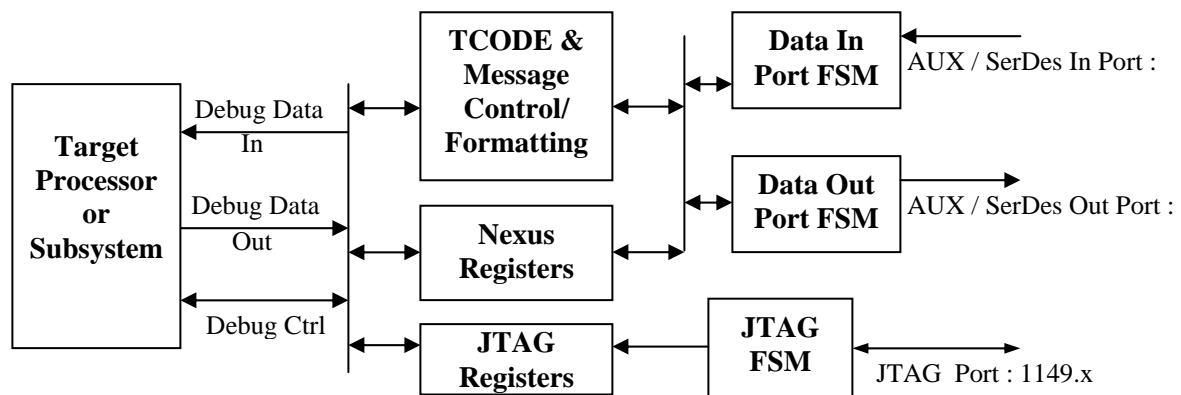 Target
Processor
or
Subsystem
Debug Data
In
Debug Data
Out
Debug Ctrl
TCODE &
Message
Control/
Formatting
Nexus
Registers
JTAG
Registers
Data In
Port FSM
AUX / SerDes In Port :
Data Out
Port FSM
AUX / SerDes Out Port :
JTAG
FSM
JTAG Port : 1149.x